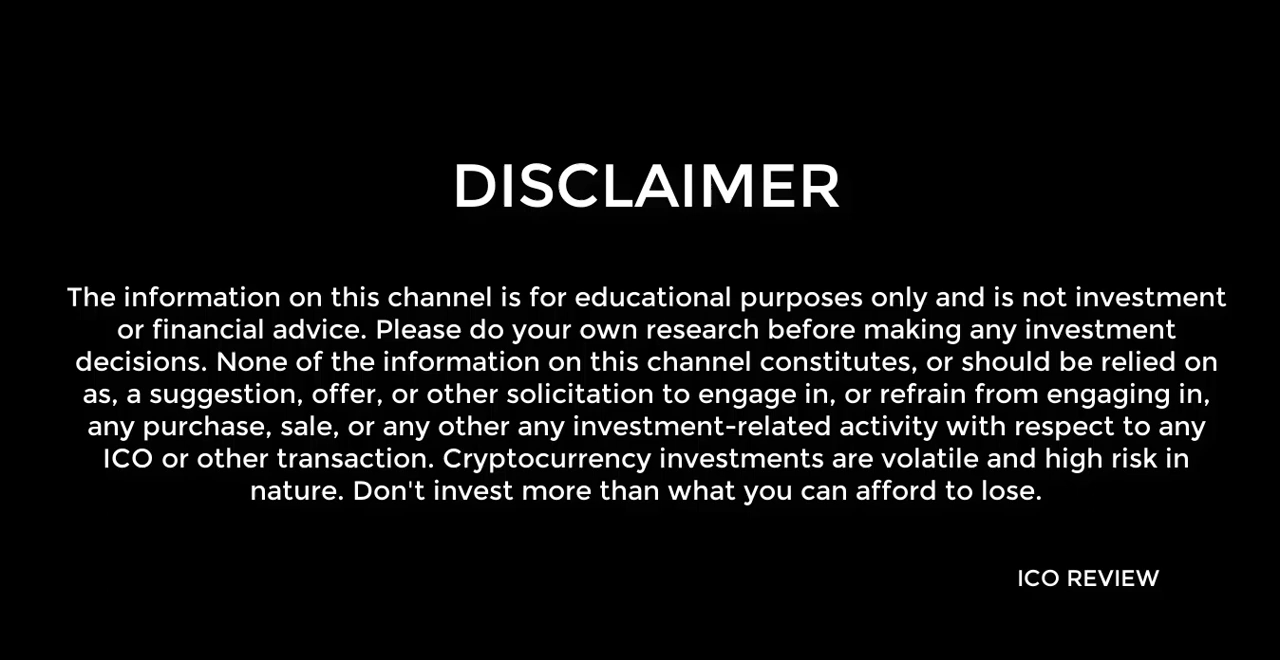 DISCLAIMER
The information on this channel is for educational purposes only and is not investment
or financial advice. Please do your own research before making any investment
decisions. None of the information on this channel constitutes, or should be relied on
as, a suggestion, offer, or other solicitation to engage in, or refrain from engaging in,
any purchase, sale, or any other any investment-related activity with respect to any
ICO or other transaction. Cryptocurrency investments are volatile and high risk in
nature. Don't invest more than what you can afford to lose.
ICO REVIEW